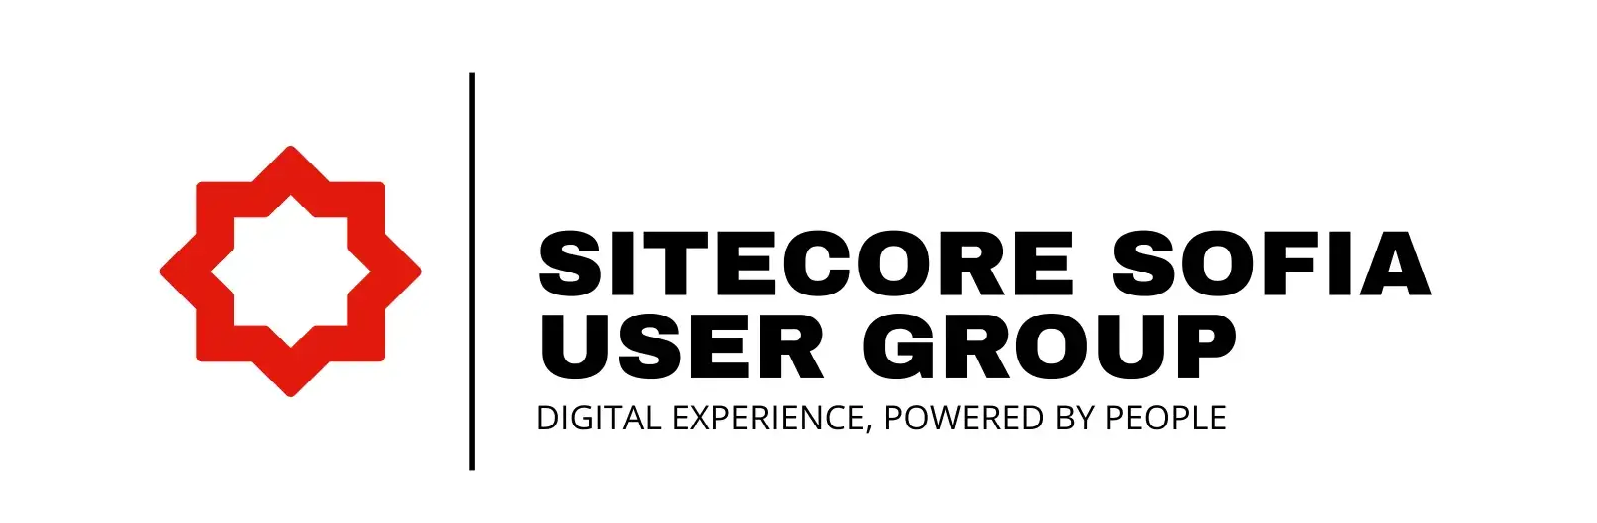 SITECORE SOFIA
USER GROUP
DIGITAL EXPERIENCE, POWERED BY PEOPLE